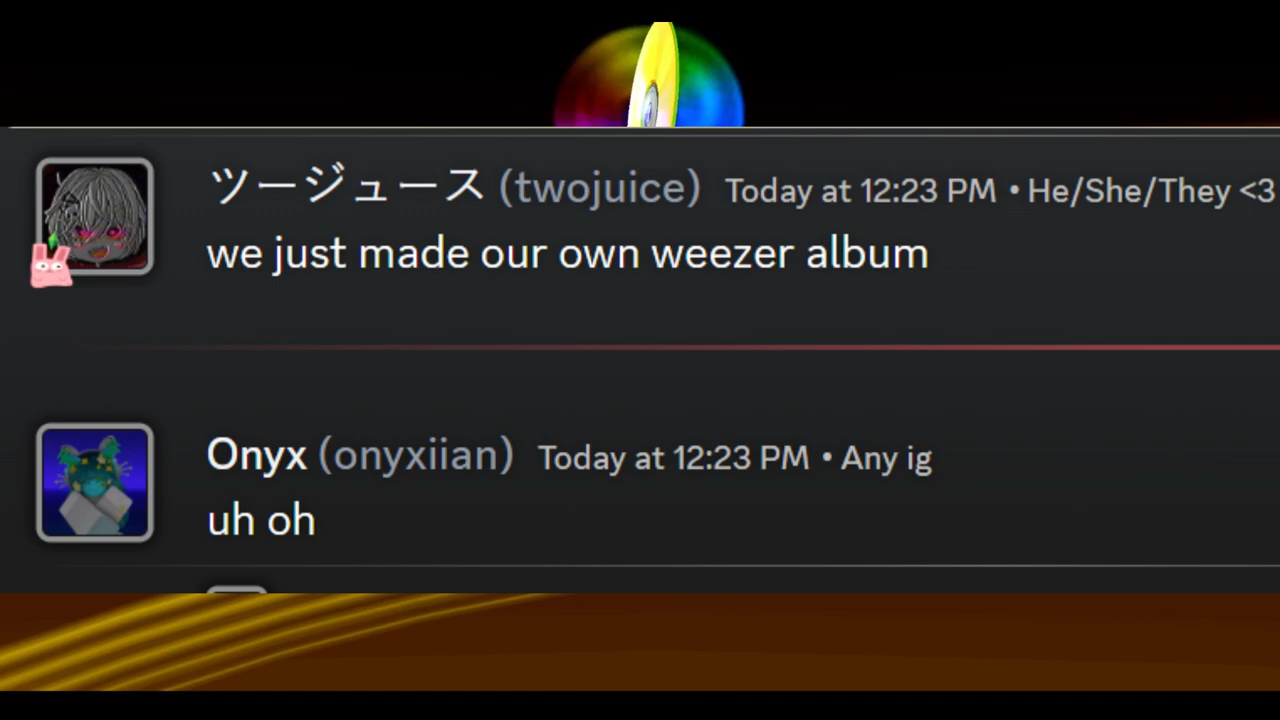 ツージュース (twojuice) Today at 12:23 PM • He/She/They <3
we just made our own weezer album
Onyx (onyxiian) Today at 12:23 PM • Any ig
uh oh